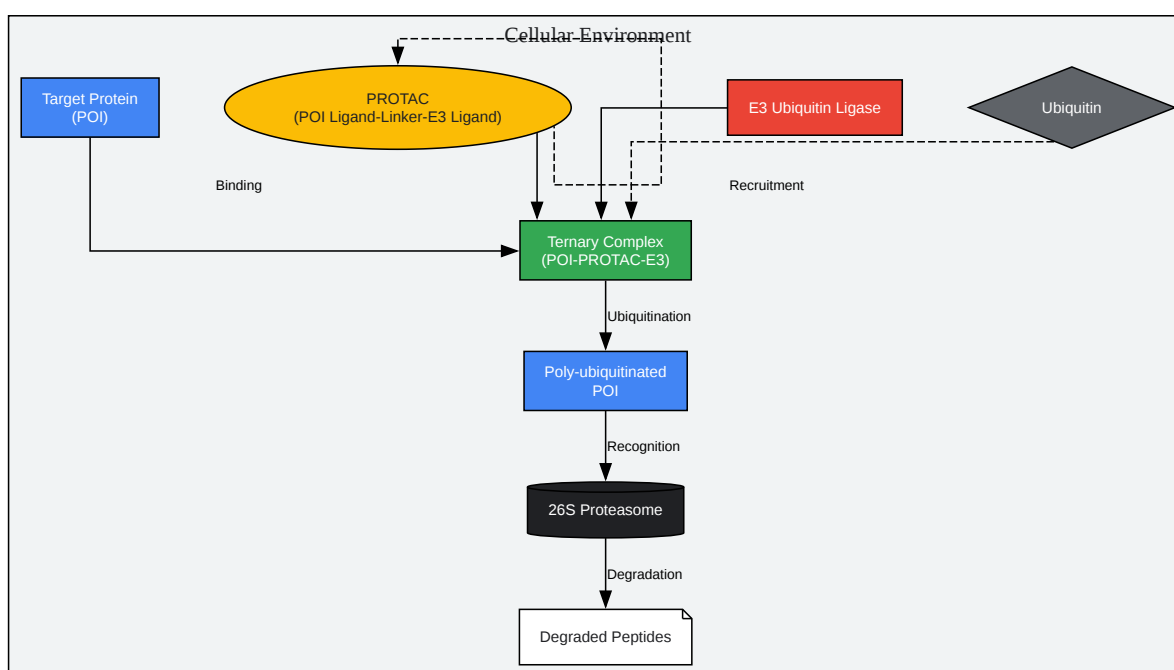 Cellular Environment
Target Protein
(POI)
PROTAC
(POI Ligand-Linker-E3 Ligand)
E3 Ubiquitin Ligase
Ubiquitin
Binding
Recruitment
Ternary Complex
(POI-PROTAC-E3)
Ubiquitination
Poly-ubiquitinated
POI
Recognition
26S Proteasome
Degradation
Degraded Peptides